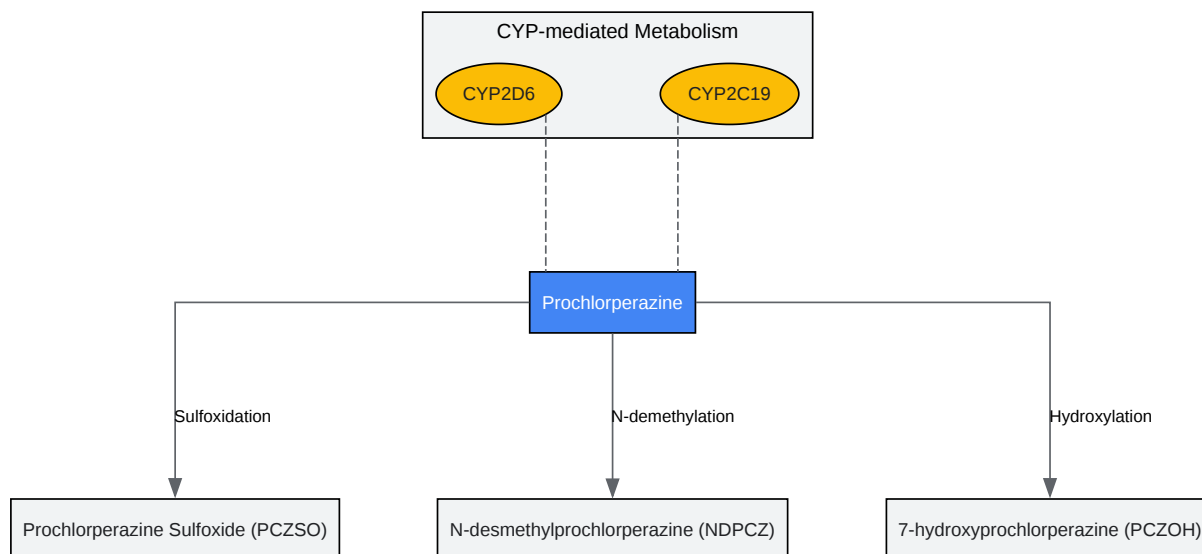 CYP-mediated Metabolism
CYP2D6
CYP2C19
Prochlorperazine
Sulfoxidation
N-demethylation
Hydroxylation
Prochlorperazine Sulfoxide (PCZSO)
N-desmethylprochlorperazine (NDPCZ)
7-hydroxyprochlorperazine (PCZOH)